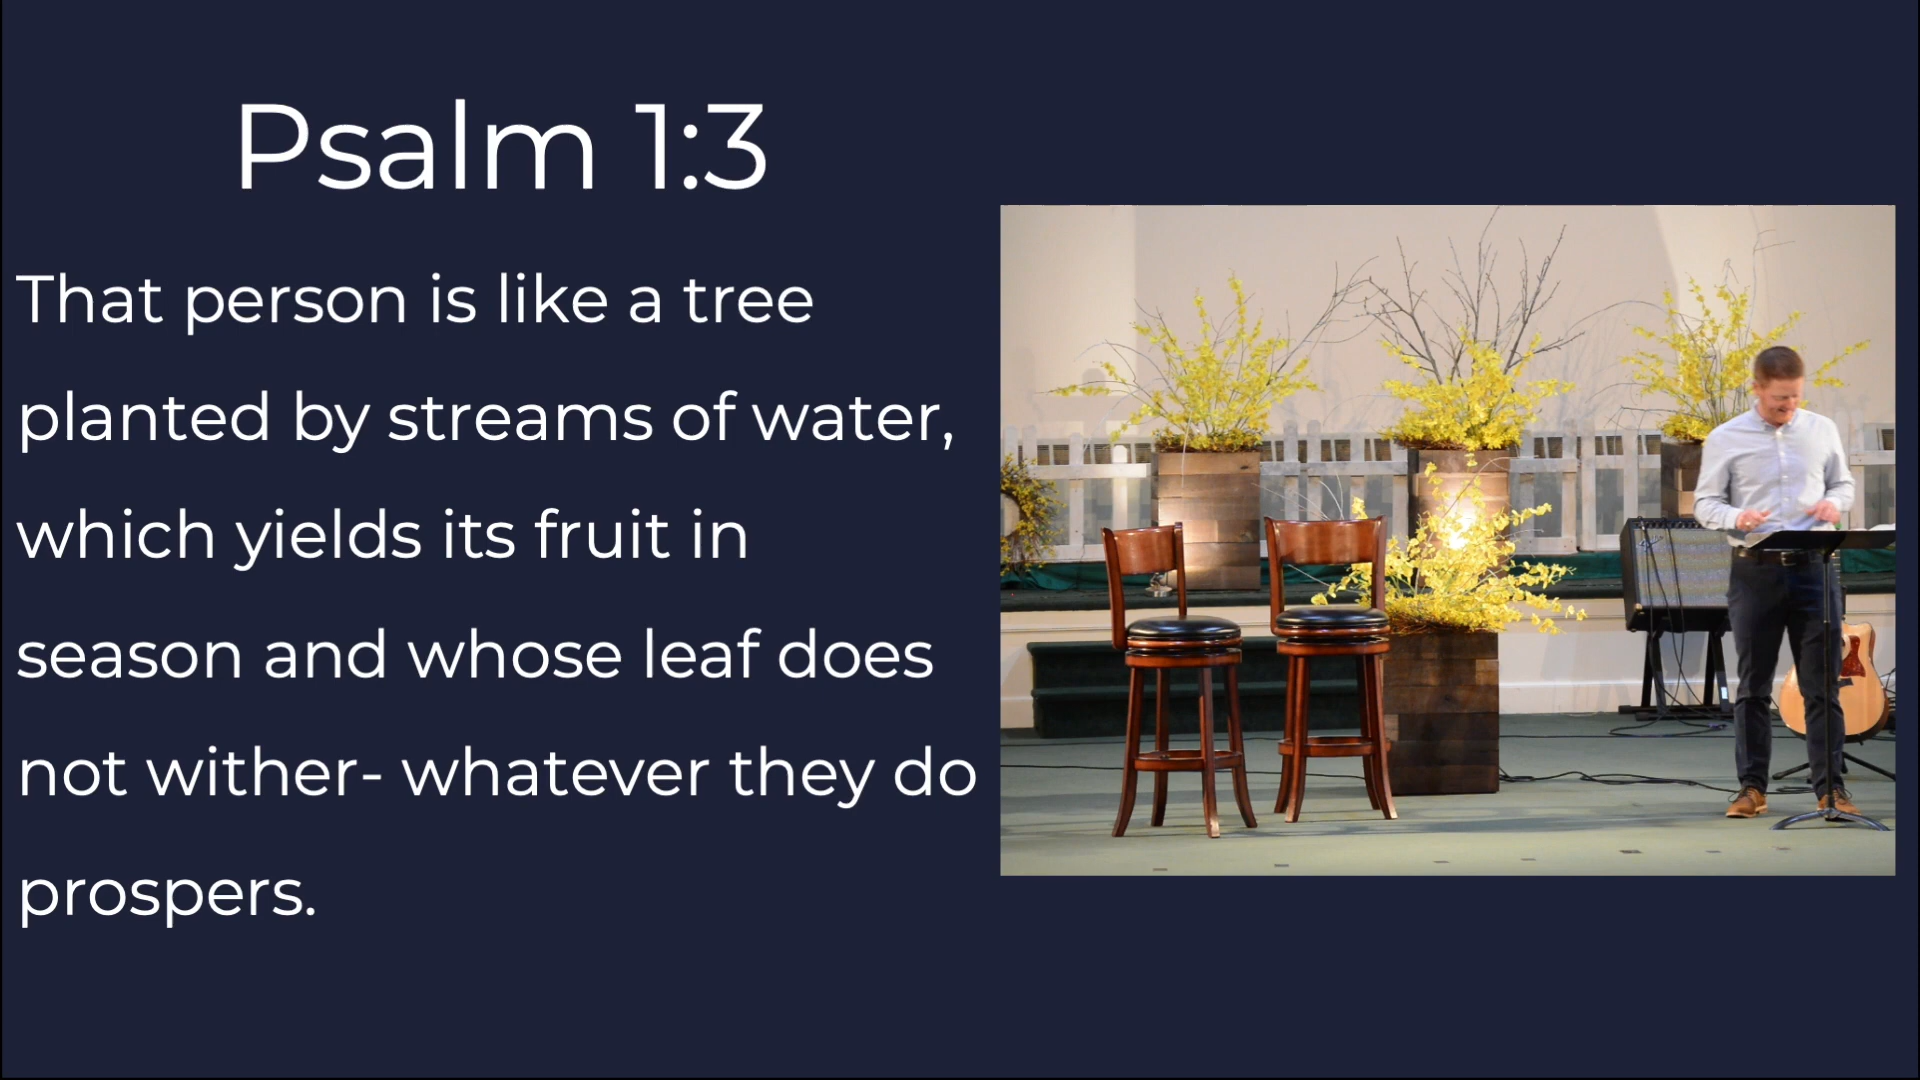 Psalm 1:3
That person is like a tree
planted by streams of water,
which yields its fruit in
season and whose leaf does
not wither- whatever they do
prospers.